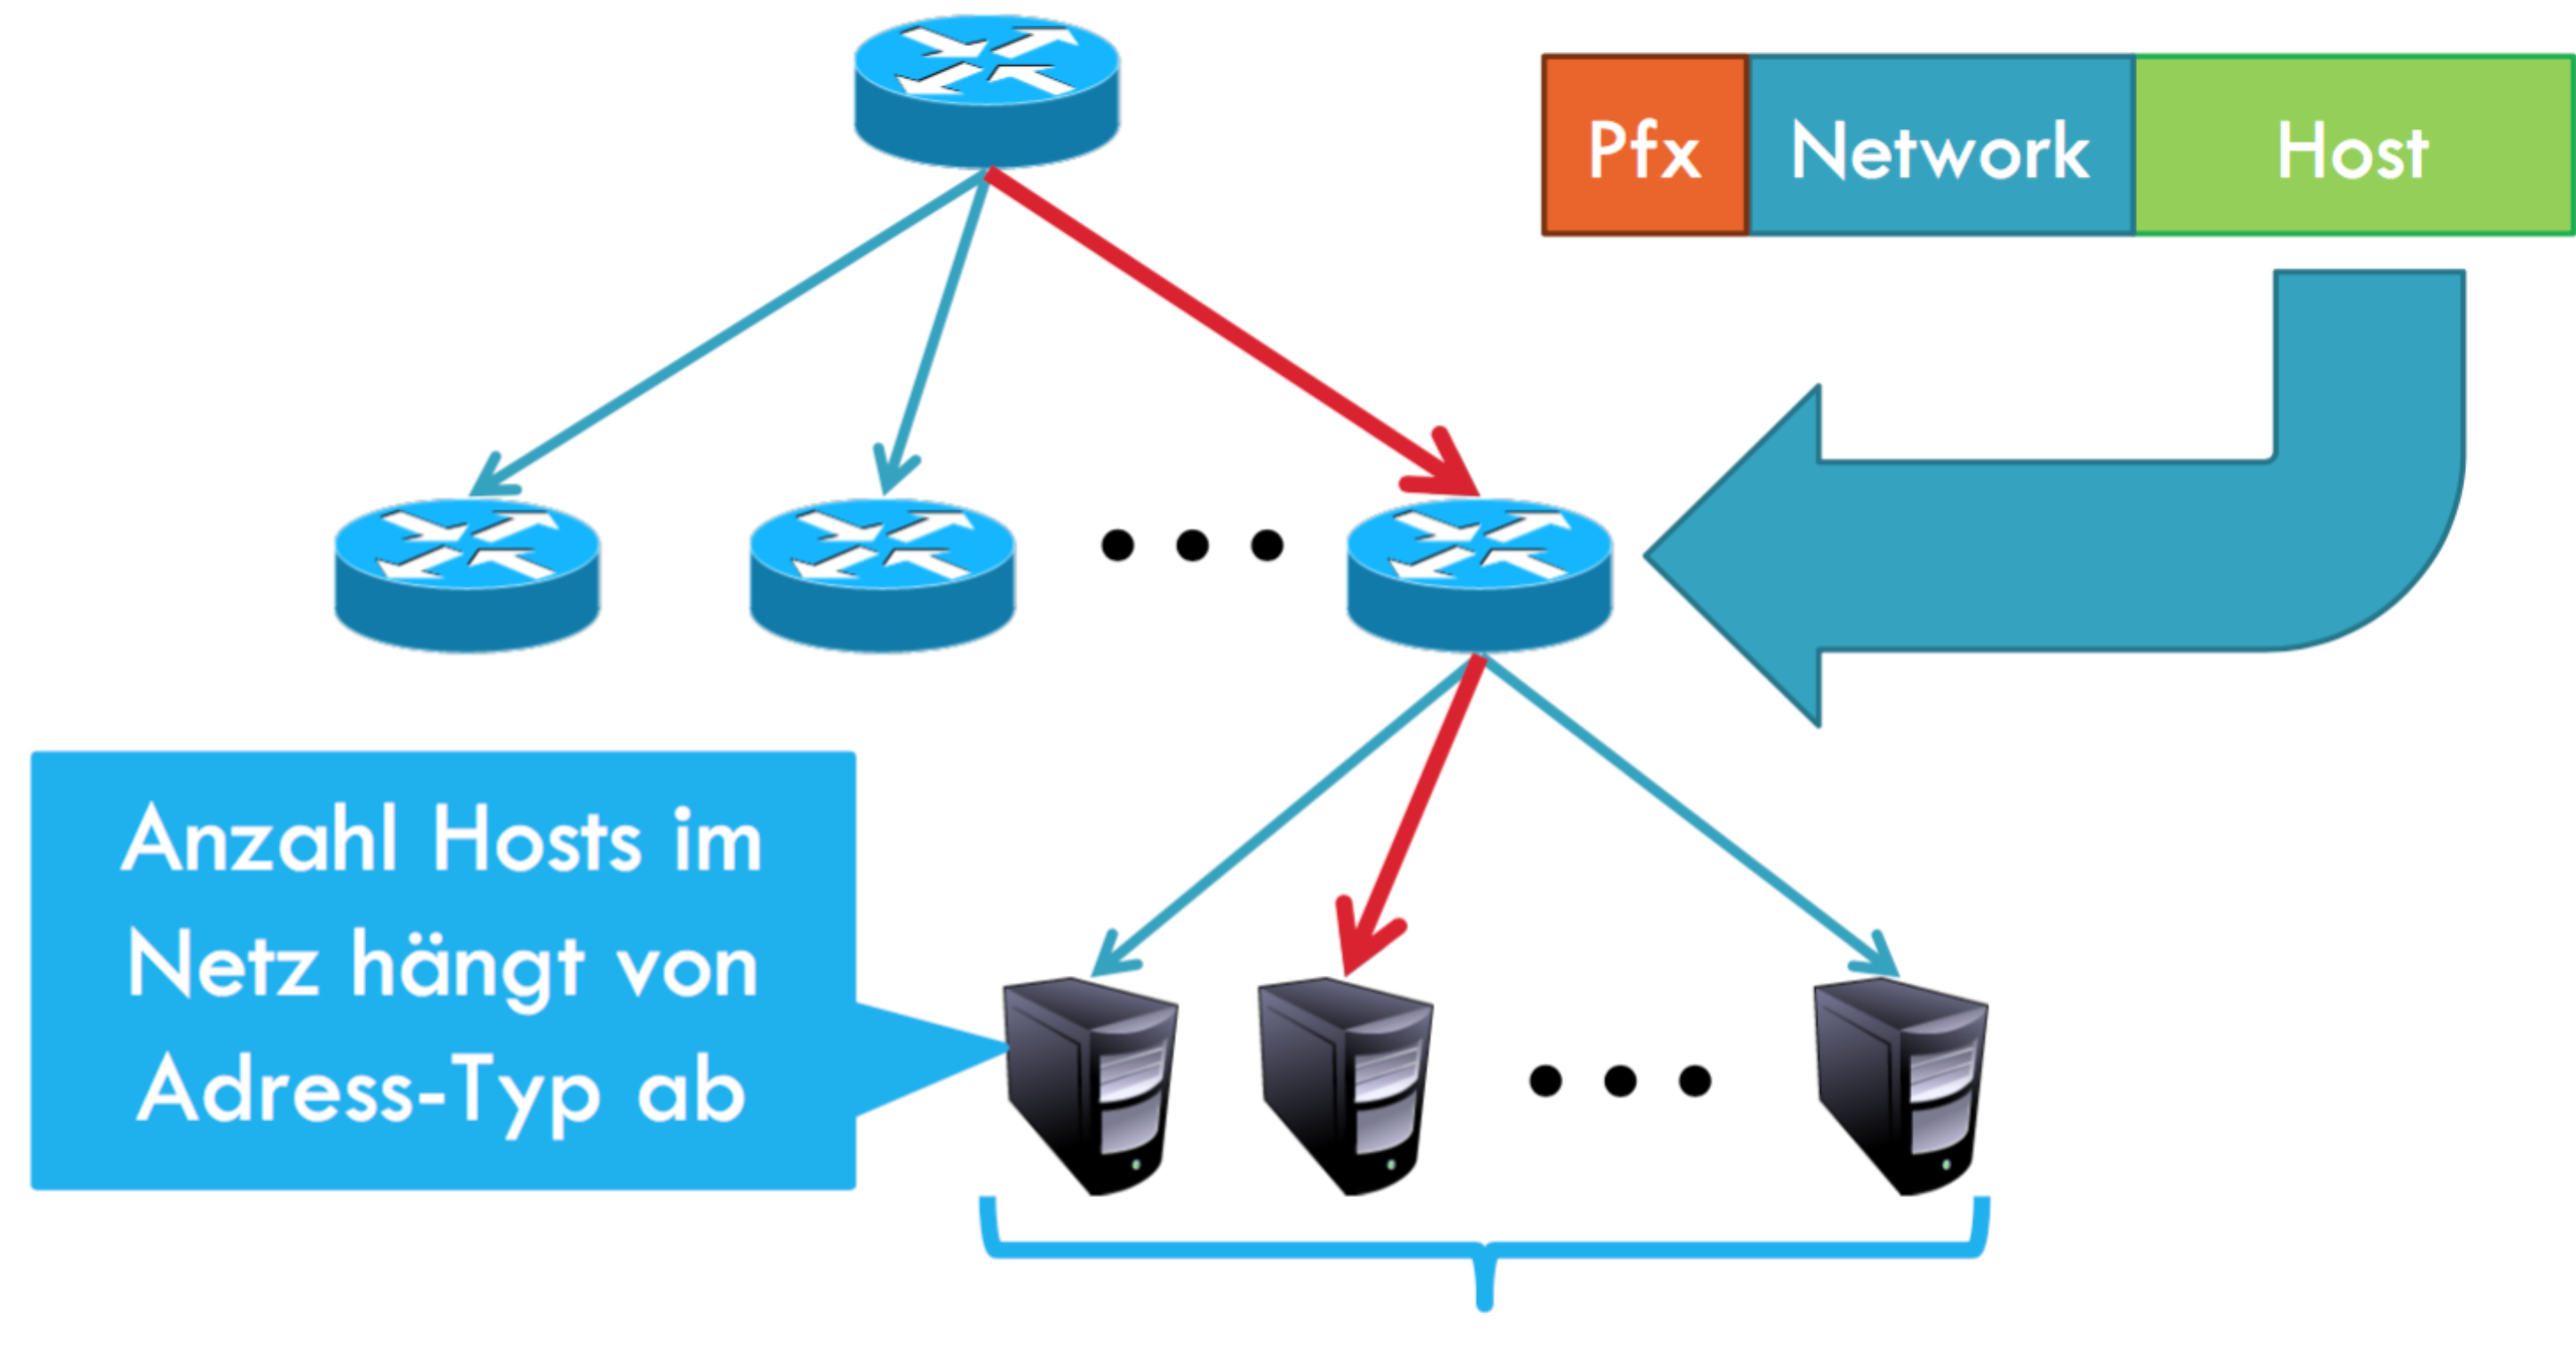 Pfx Network Host
Anzahl Hosts im
Netz hängt von
Adress-Typ ab